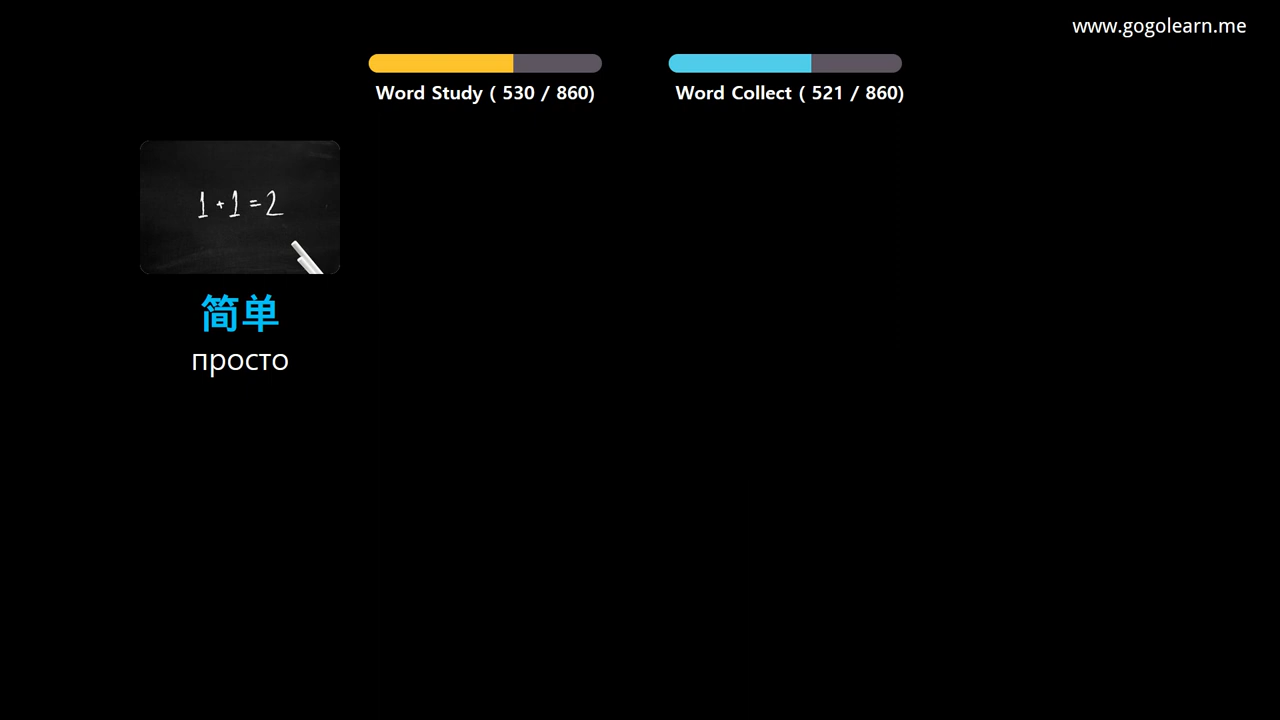 www.gogolearn.me
Word Study ( 530 / 860)
Word Collect ( 521 / 860)
1+1=2
简单
просто